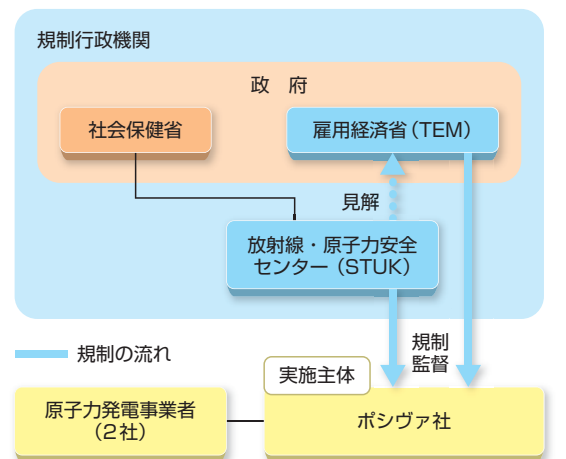 規制行政機関
政　府
社会保健省
雇用経済省（TEM）
見解
放射線・原子力安全
センター（STUK）
規制の流れ
規制
監督
実施主体
原子力発電事業者
（2社）
ポシヴァ社